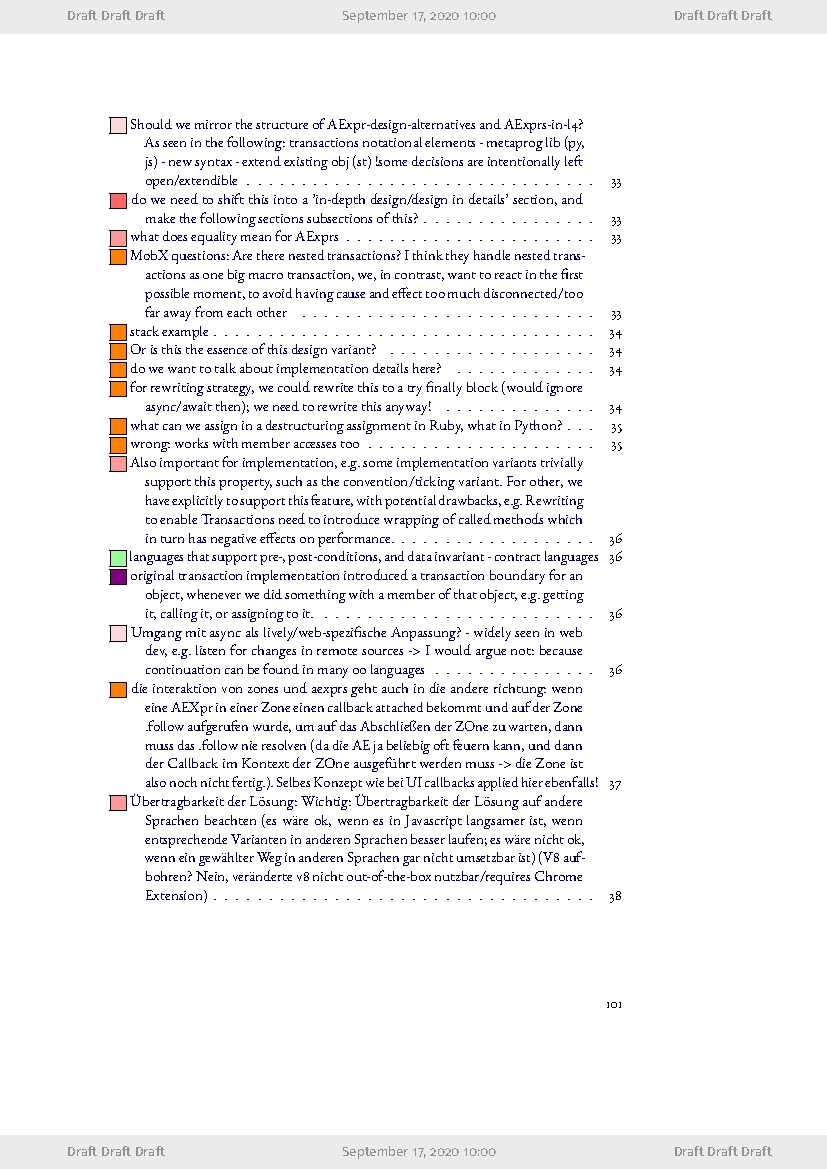 Draft Draft Draft September 17, 2020 10:00 Draft Draft Draft
Should we mirror the structure of AExpr-design-alternatives and AExprs-in-l4?
As seen in the following: transactions notational elements - metaprog lib (py,
js) - new syntax - extend existing obj (st) !some decisions are intentionally left
open/extendible . . . . . . . . . . . . . . . . . . . . . . . . . . . . . . . 33
do we need to shift this into a 'in-depth design/design in details' section, and
make the following sections subsections of this? . . . . . . . . . . . . . . . . 33
what does equality mean for AExprs . . . . . . . . . . . . . . . . . . . . . . . 33
MobX questions: Are there nested transactions? I think they handle nested trans-
actions as one big macro transaction, we, in contrast, want to react in the first
possible moment, to avoid having cause and effect too much disconnected/too
far away from each other . . . . . . . . . . . . . . . . . . . . . . . . . . . 33
stack example . . . . . . . . . . . . . . . . . . . . . . . . . . . . . . . . . . . 34
Or is this the essence of this design variant? . . . . . . . . . . . . . . . . . . . 34
do we want to talk about implementation details here? . . . . . . . . . . . . . 34
for rewriting strategy, we could rewrite this to a try finally block (would ignore
async/await then); we need to rewrite this anyway! . . . . . . . . . . . . . . 34
what can we assign in a destructuring assignment in Ruby, what in Python? . . . 35
wrong: works with member accesses too . . . . . . . . . . . . . . . . . . . . . 35
Also important for implementation, e.g. some implementation variants trivially
support this property, such as the convention/ticking variant. For other, we
have explicitly to support this feature, with potential drawbacks, e.g. Rewriting
to enable Transactions need to introduce wrapping of called methods which
in turn has negative effects on performance. . . . . . . . . . . . . . . . . . . 36
languages that support pre-, post-conditions, and data invariant - contract languages 36
original transaction implementation introduced a transaction boundary for an
object, whenever we did something with a member of that object, e.g. getting
it, calling it, or assigning to it. . . . . . . . . . . . . . . . . . . . . . . . . . 36
Umgang mit async als lively/web-spezifische Anpassung? - widely seen in web
dev, e.g. listen for changes in remote sources -> I would argue not: because
continuation can be found in many oo languages . . . . . . . . . . . . . . . 36
die interaktion von zones und aexprs geht auch in die andere richtung: wenn
eine AEXpr in einer Zone einen callback attached bekommt und auf der Zone
.follow aufgerufen wurde, um auf das Abschließen der ZOne zu warten, dann
muss das .follow nie resolven (da die AE ja beliebig oft feuern kann, und dann
der Callback im Kontext der ZOne ausgeführt werden muss -> die Zone ist
also noch nicht fertig.). Selbes Konzept wie bei UI callbacks applied hier ebenfalls! 37
Übertragbarkeit der Lösung: Wichtig: Übertragbarkeit der Lösung auf andere
Sprachen beachten (es wäre ok, wenn es in Javascript langsamer ist, wenn
entsprechende Varianten in anderen Sprachen besser laufen; es wäre nicht ok,
wenn ein gewählter Weg in anderen Sprachen gar nicht umsetzbar ist) (V8 auf-
bohren? Nein, veränderte v8 nicht out-of-the-box nutzbar/requires Chrome
Extension) . . . . . . . . . . . . . . . . . . . . . . . . . . . . . . . . . . . 38
101
Draft Draft Draft September 17, 2020 10:00 Draft Draft Draft